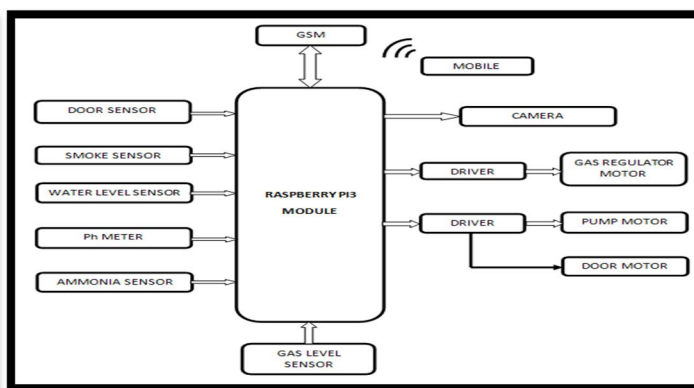 GSM
MOBILE
DOOR SENSOR
CAMERA
SMOKE SENSOR
DRIVER
GAS REGULATOR
MOTOR
WATER LEVEL SENSOR
RASPBERRY PI3
MODULE
DRIVER
PUMP MOTOR
Ph METER
DOOR MOTOR
AMMONIA SENSOR
GAS LEVEL
SENSOR